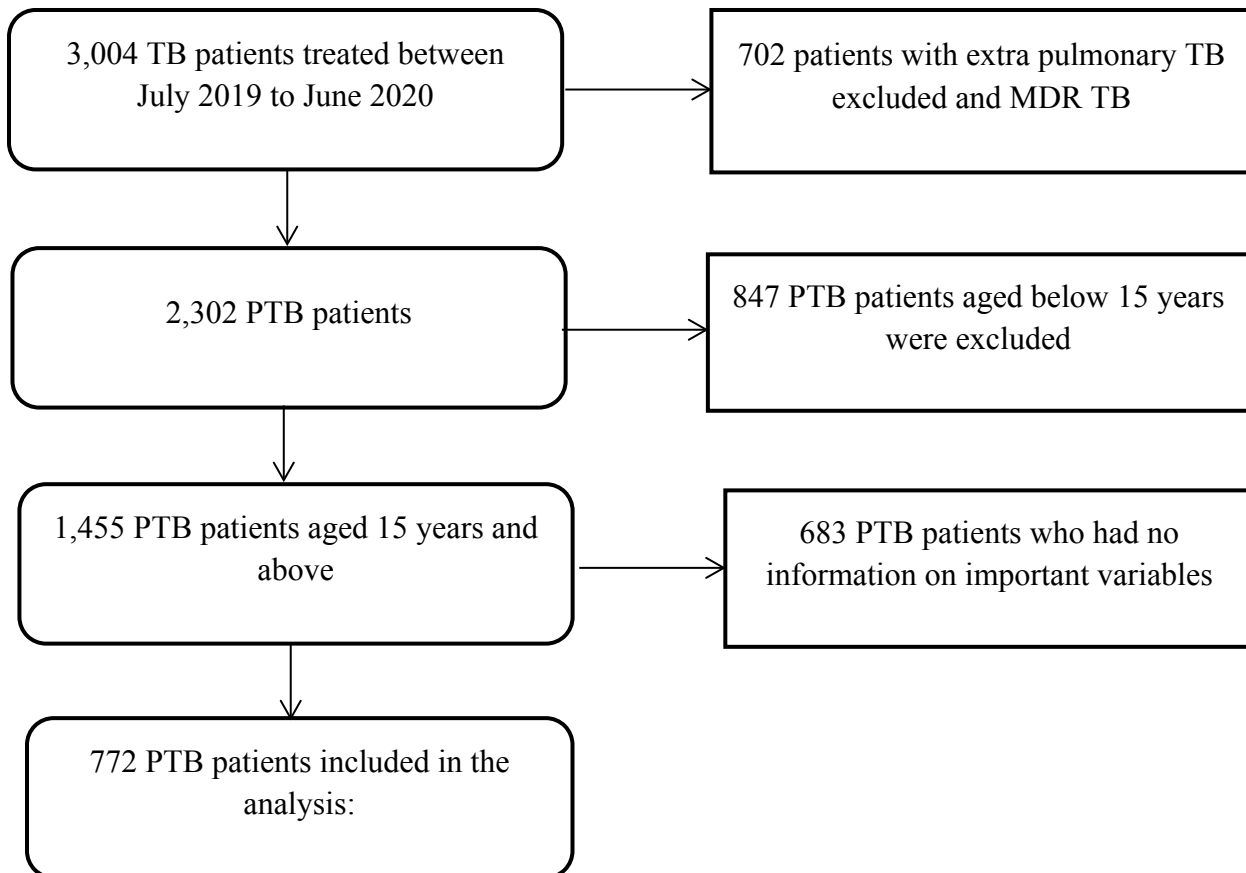 3,004 TB patients treated between
July 2019 to June 2020
702 patients with extra pulmonary TB
excluded and MDR TB
2,302 PTB patients
847 PTB patients aged below 15 years
were excluded
1,455 PTB patients aged 15 years and
above
683 PTB patients who had no
information on important variables
772 PTB patients included in the
analysis: